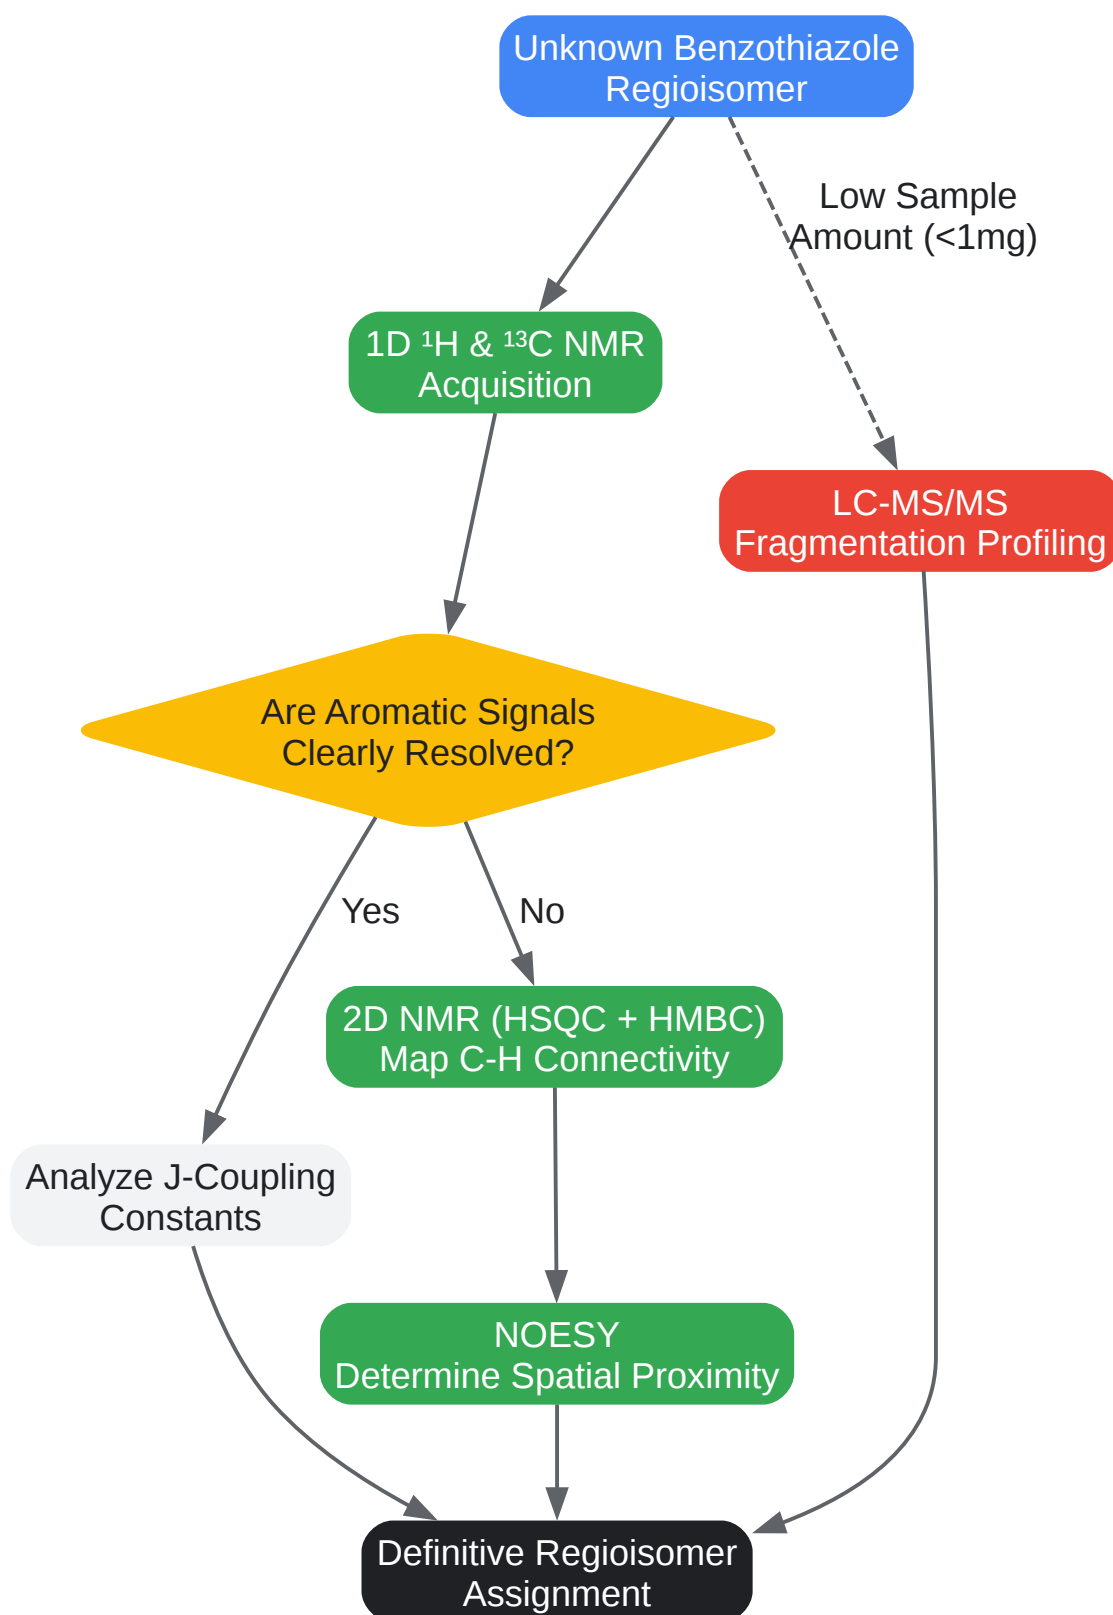 Unknown Benzothiazole
Regioisomer
Low Sample
Amount (<1mg)
1D ¹H & ¹³C NMR
Acquisition
LC-MS/MS
Fragmentation Profiling
Are Aromatic Signals
Clearly Resolved?
Yes
No
2D NMR (HSQC + HMBC)
Map C-H Connectivity
Analyze J-Coupling
Constants
NOESY
Determine Spatial Proximity
Definitive Regioisomer
Assignment